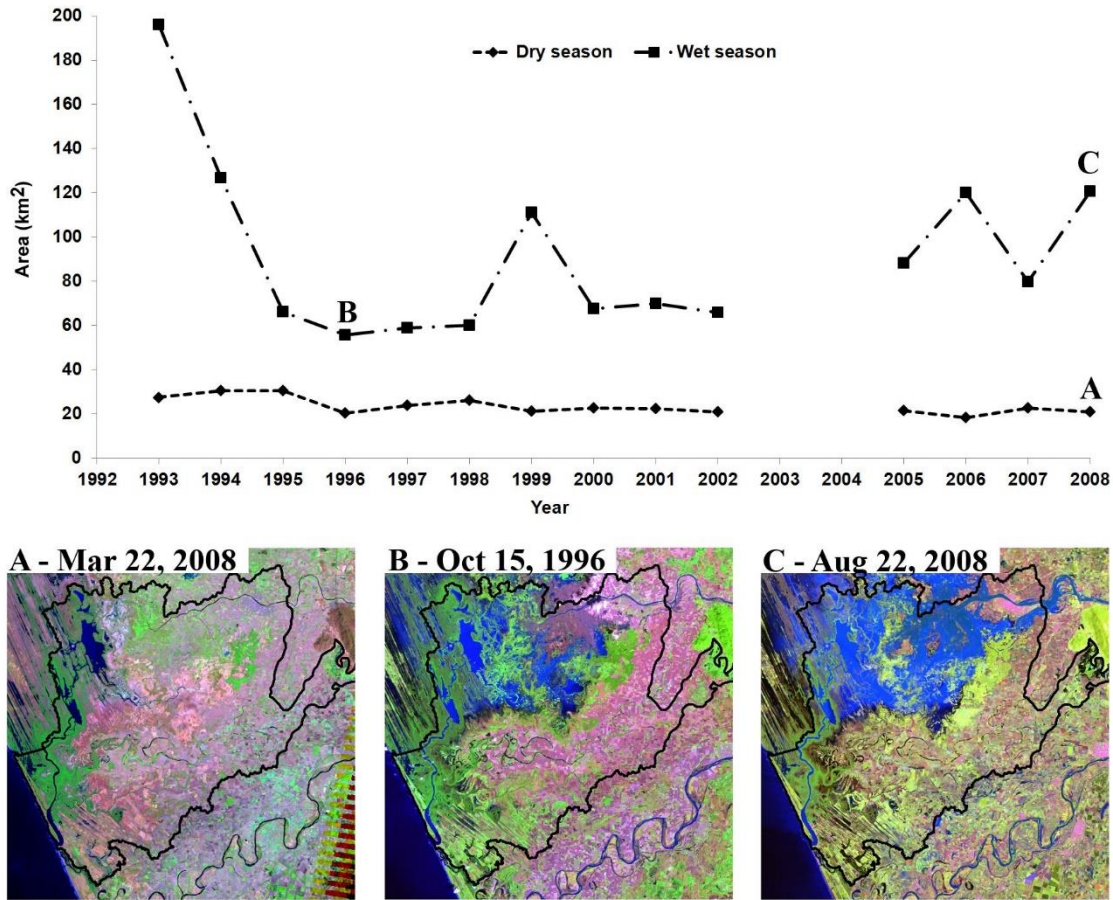 200
180
160
140
120
100
80
60
40
20
0
Area (km²)
Dry season
Wet season
B
C
A
1992 1993 1994 1995 1996 1997 1998 1999 2000 2001 2002 2003 2004 2005 2006 2007 2008
Year
A - Mar 22, 2008
B - Oct 15, 1996
C - Aug 22, 2008